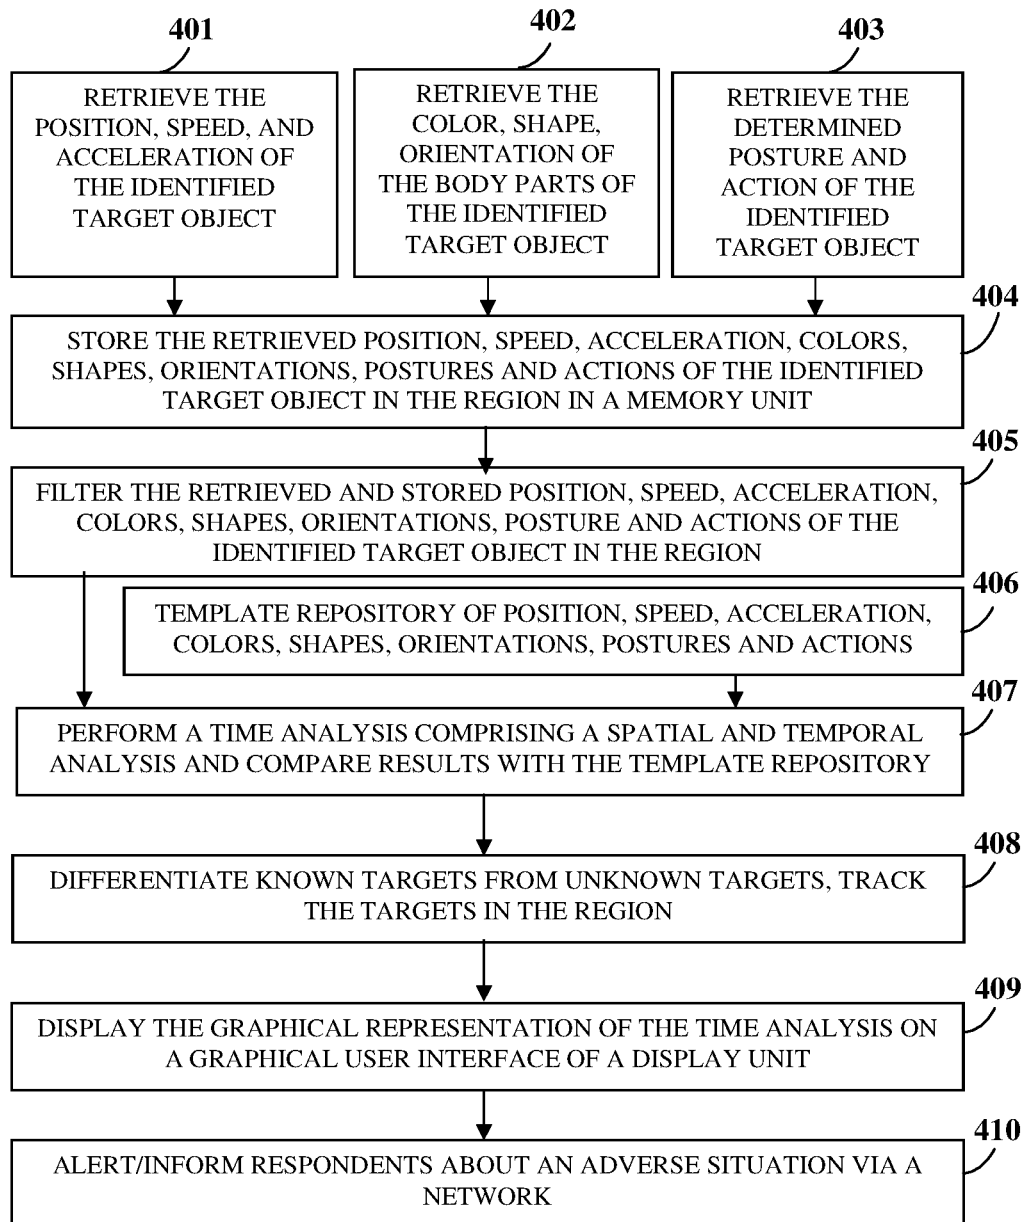 401
RETRIEVE THE
POSITION, SPEED, AND
ACCELERATION OF
THE IDENTIFIED
TARGET OBJECT
402
RETRIEVE THE
COLOR, SHAPE,
ORIENTATION OF
THE BODY PARTS OF
THE IDENTIFIED
TARGET OBJECT
403
RETRIEVE THE
DETERMINED
POSTURE AND
ACTION OF THE
IDENTIFIED
TARGET OBJECT
404
STORE THE RETRIEVED POSITION, SPEED, ACCELERATION, COLORS,
SHAPES, ORIENTATIONS, POSTURES AND ACTIONS OF THE IDENTIFIED
TARGET OBJECT IN THE REGION IN A MEMORY UNIT
405
FILTER THE RETRIEVED AND STORED POSITION, SPEED, ACCELERATION,
COLORS, SHAPES, ORIENTATIONS, POSTURE AND ACTIONS OF THE
IDENTIFIED TARGET OBJECT IN THE REGION
406
TEMPLATE REPOSITORY OF POSITION, SPEED, ACCELERATION,
COLORS, SHAPES, ORIENTATIONS, POSTURES AND ACTIONS
407
PERFORM A TIME ANALYSIS COMPRISING A SPATIAL AND TEMPORAL
ANALYSIS AND COMPARE RESULTS WITH THE TEMPLATE REPOSITORY
408
DIFFERENTIATE KNOWN TARGETS FROM UNKNOWN TARGETS, TRACK
THE TARGETS IN THE REGION
409
DISPLAY THE GRAPHICAL REPRESENTATION OF THE TIME ANALYSIS ON
A GRAPHICAL USER INTERFACE OF A DISPLAY UNIT
410
ALERT/INFORM RESPONDENTS ABOUT AN ADVERSE SITUATION VIA A
NETWORK